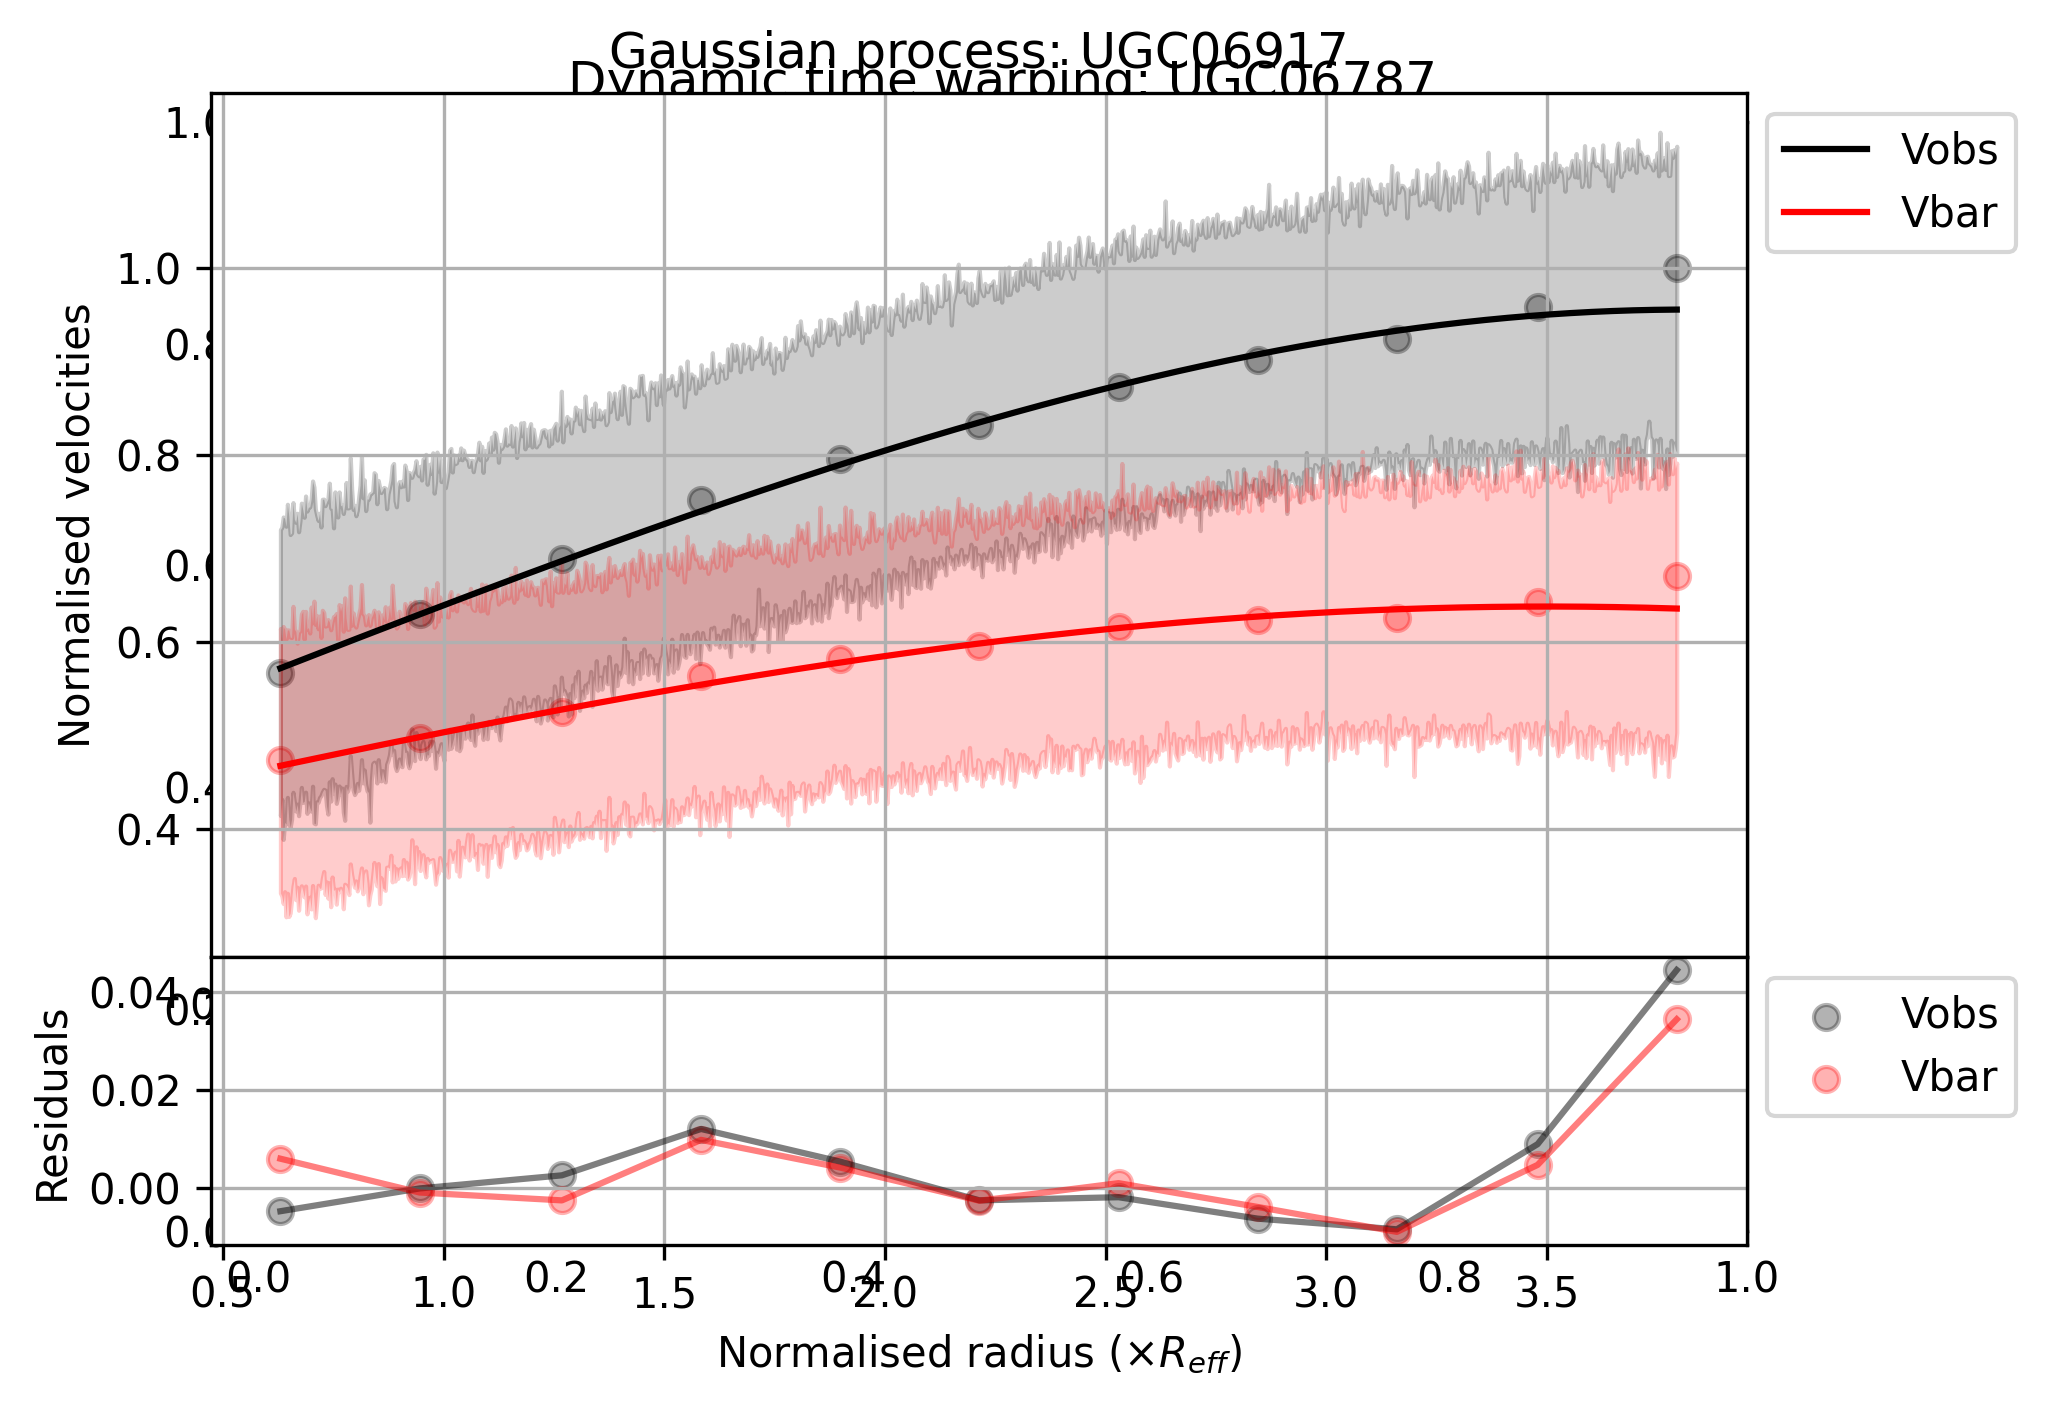 Gaussian process: UGC06917
Dynamic time warping: UGC06787
Normalised velocities
1.0
0.8
0.6
0.4
Vobs
Vbar
Residuals
0.04
0.02
0.00
Vobs
Vbar
0.0 0.2 0.4 0.6 0.8 1.0
0.5 1.0 1.5 2.0 2.5 3.0 3.5
Normalised radius (×R_eff)